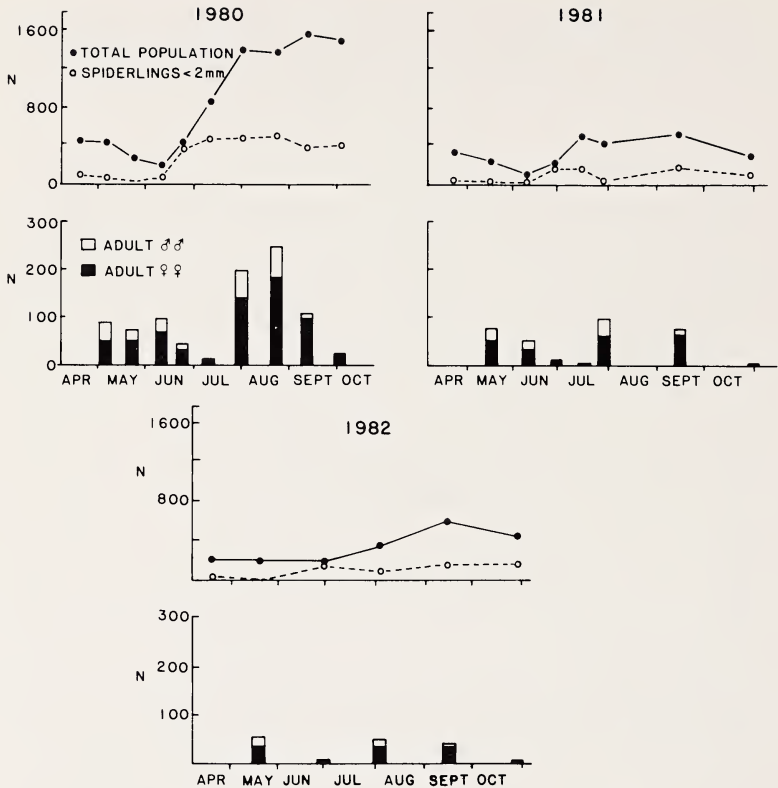 1980
1600
● TOTAL POPULATION
○ SPIDERLINGS < 2mm
N
800
0
1981
300
□ ADULT ♂♂
■ ADULT ♀♀
N
200
100
0
APR MAY JUN JUL AUG SEPT OCT
APR MAY JUN JUL AUG SEPT OCT
1982
1600
N
800
300
N
200
100
APR MAY JUN JUL AUG SEPT OCT